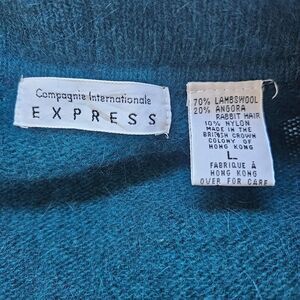 Compagnie Internationale
EXPRESS
70% LAMBSWOOL
20% ANGORA
RABBIT HAIR
10% NYLON
MADE IN THE
BRITISH CROWN
COLONY OF
HONG KONG
L
FABRIQUE À
HONG KONG
OVER FOR CARE